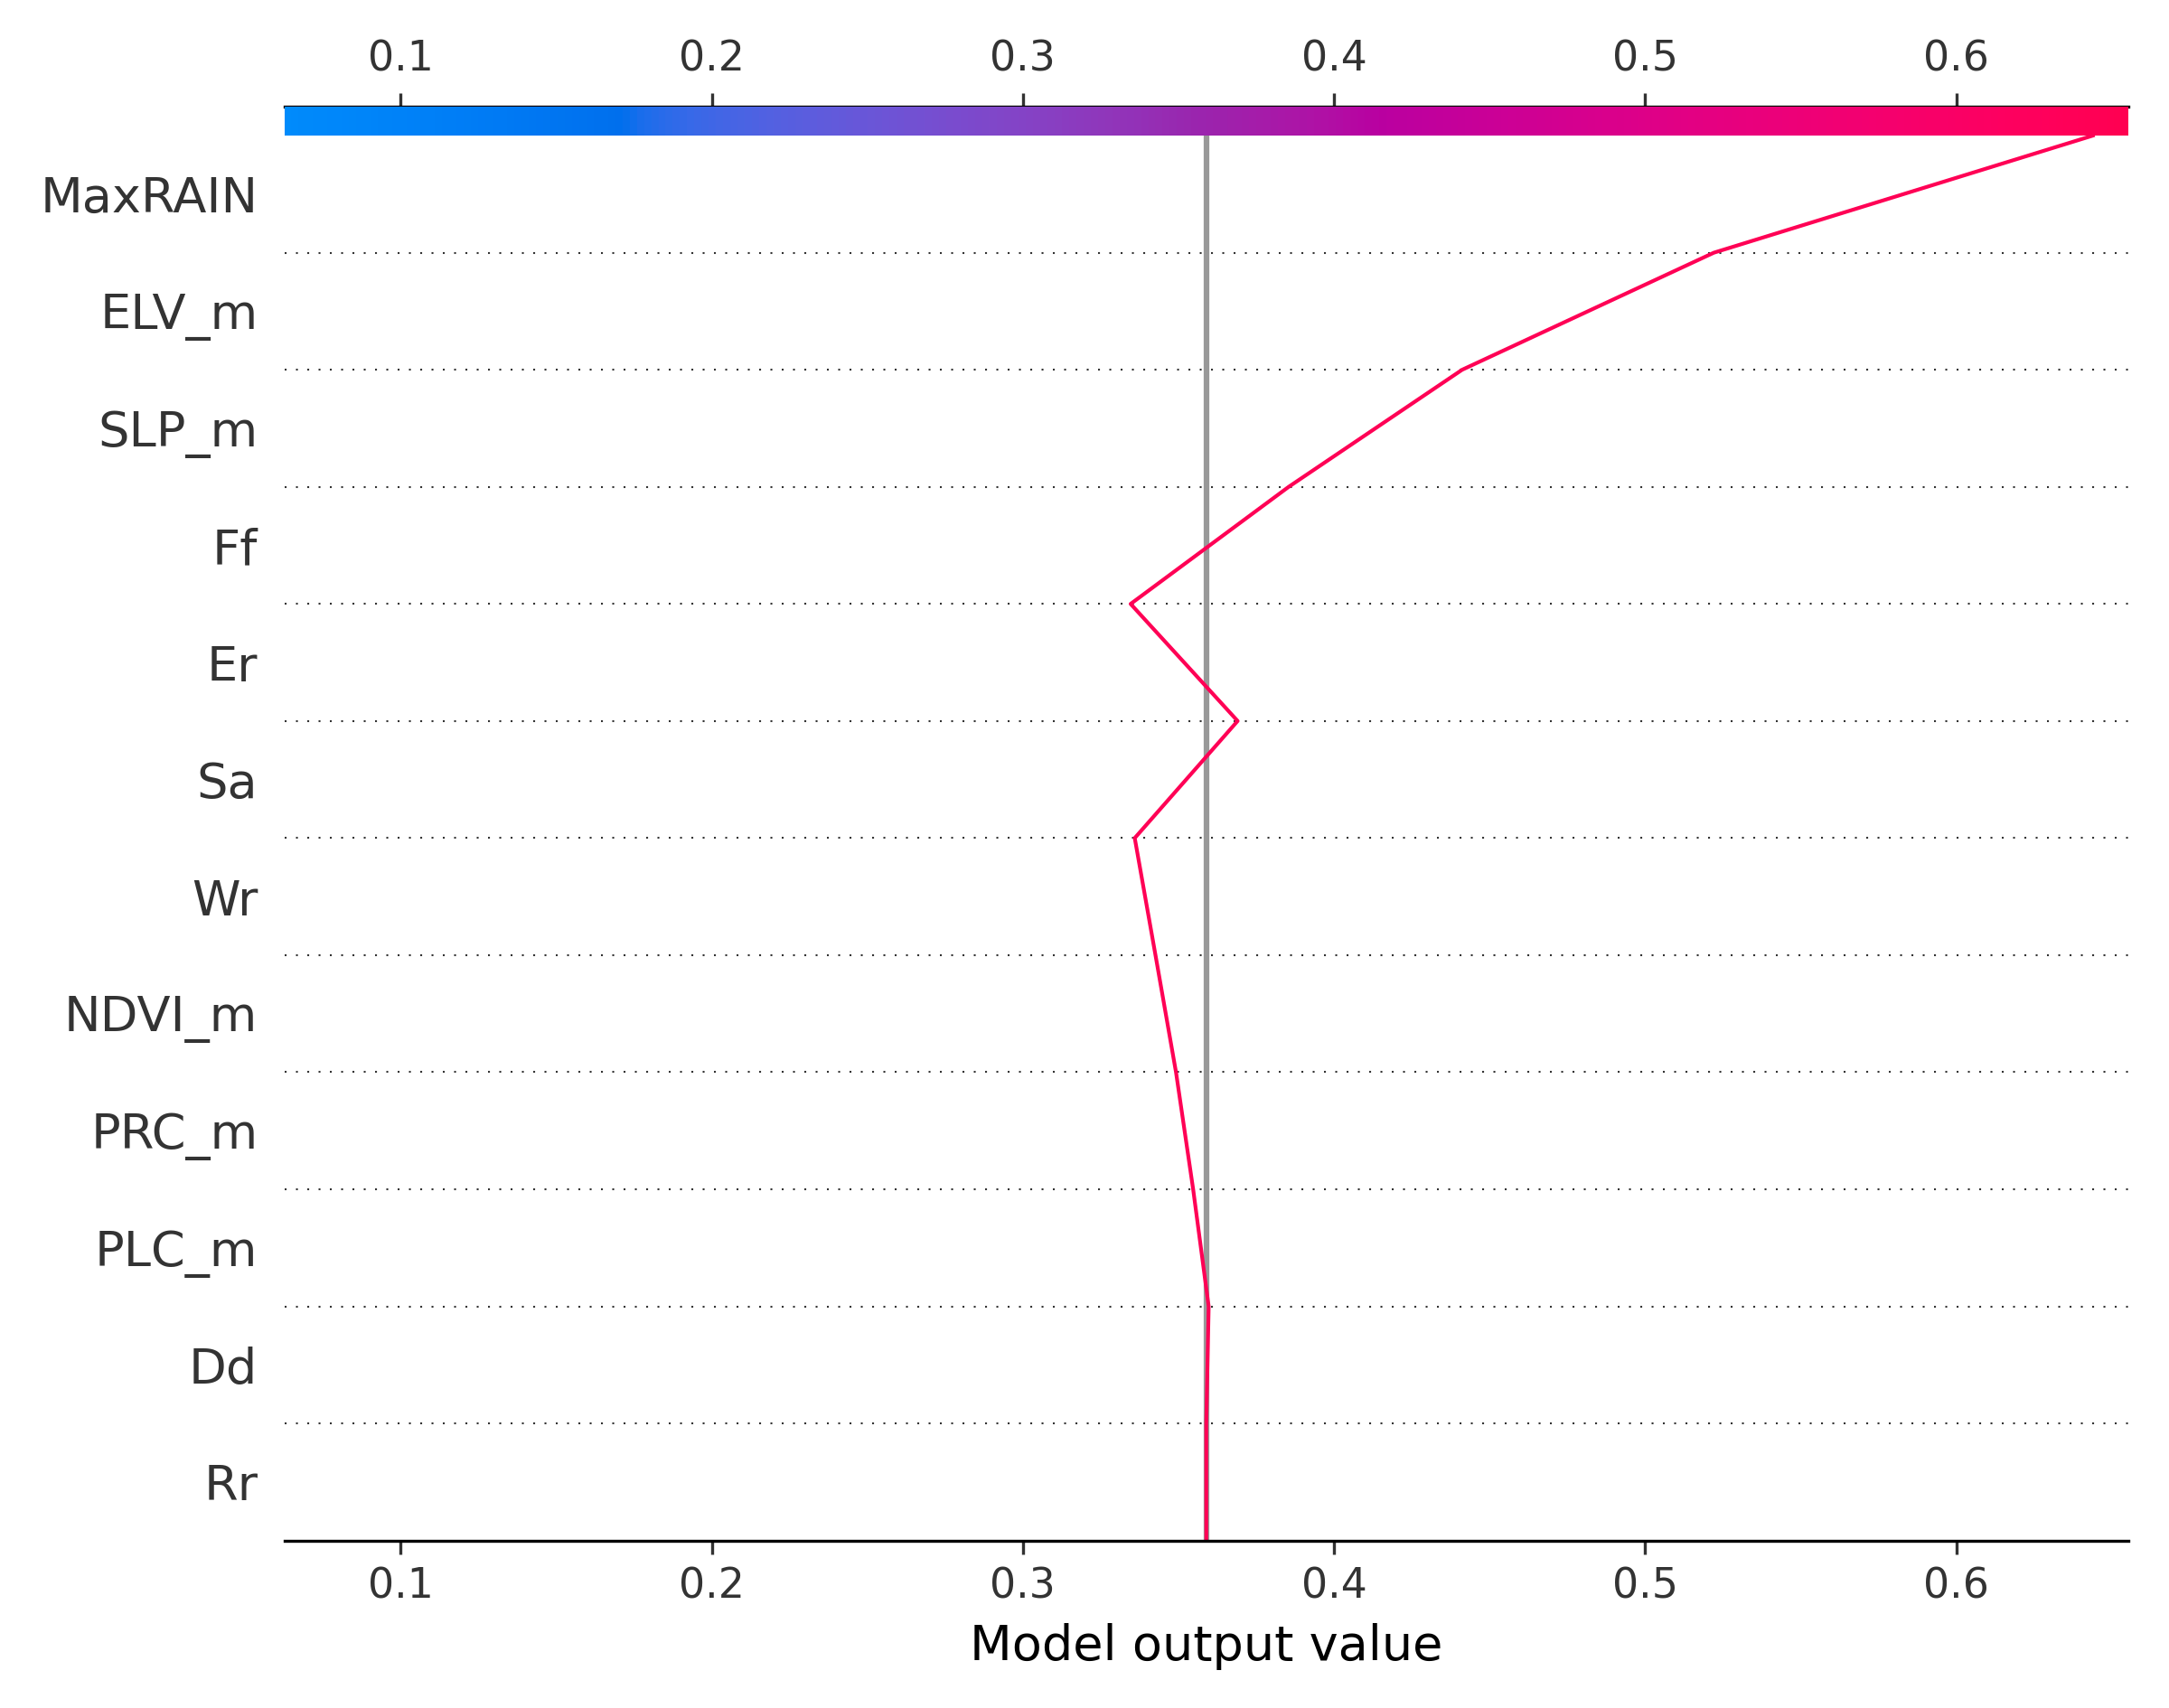 0.1 0.2 0.3 0.4 0.5 0.6
MaxRAIN
ELV_m
SLP_m
Ff
Er
Sa
Wr
NDVI_m
PRC_m
PLC_m
Dd
Rr
0.1 0.2 0.3 0.4 0.5 0.6
Model output value